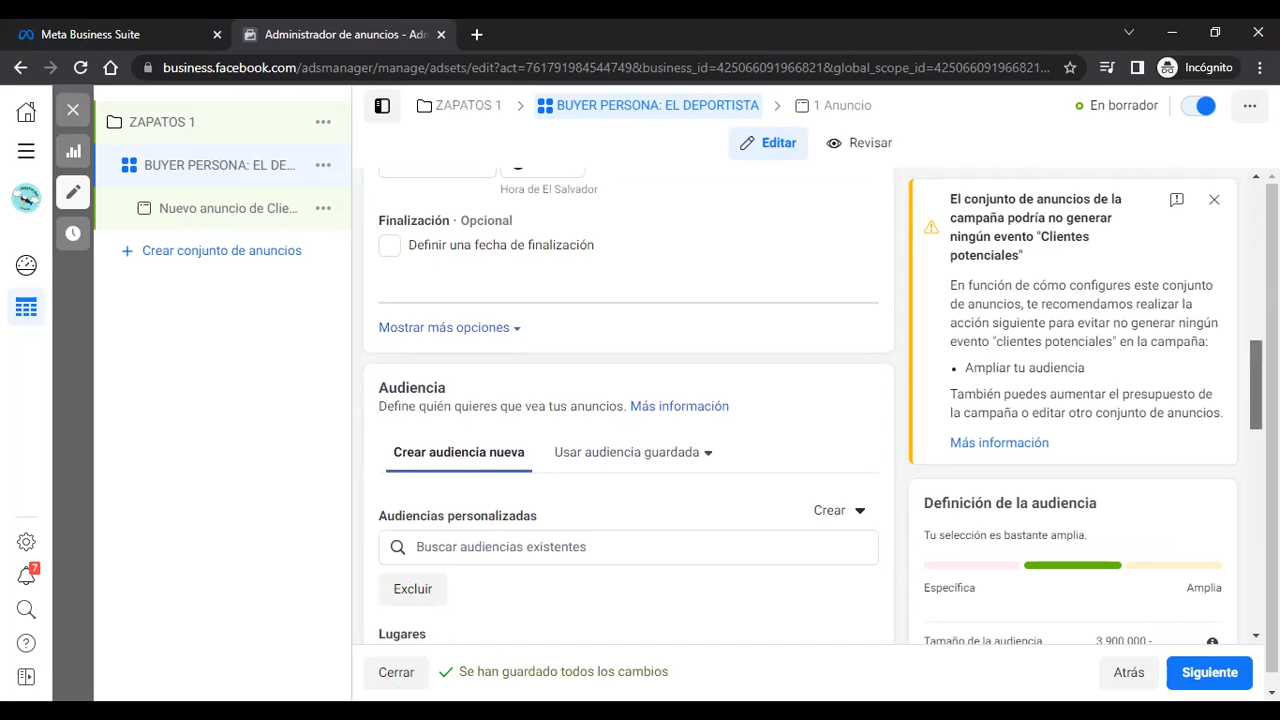 Meta Business Suite
Administrador de anuncios - Adn
business.facebook.com/adsmanager/manage/adsets/edit?act=761791984544749&business_id=425066091966821&global_scope_id=425066091966821...
Incógnito
ZAPATOS 1
BUYER PERSONA: EL DE...
Nuevo anuncio de Clie...
Crear conjunto de anuncios
7
ZAPATOS 1
BUYER PERSONA: EL DEPORTISTA
1 Anuncio
En borrador
Editar
Revisar
Hora de El Salvador
Finalización · Opcional
Definir una fecha de finalización
Mostrar más opciones
Audiencia
Define quién quieres que vea tus anuncios. Más información
Crear audiencia nueva
Usar audiencia guardada
Audiencias personalizadas
Crear
Buscar audiencias existentes
Excluir
Lugares
El conjunto de anuncios de la
campaña podría no generar
ningún evento "Clientes
potenciales"
En función de cómo configures este conjunto
de anuncios, te recomendamos realizar la
acción siguiente para evitar no generar ningún
evento "clientes potenciales" en la campaña:
• Ampliar tu audiencia
También puedes aumentar el presupuesto de
la campaña o editar otro conjunto de anuncios.
Más información
Definición de la audiencia
Tu selección es bastante amplia.
Específica
Amplia
Tamaño de la audiencia
3 900 000 -
Cerrar
Se han guardado todos los cambios
Atrás
Siguiente